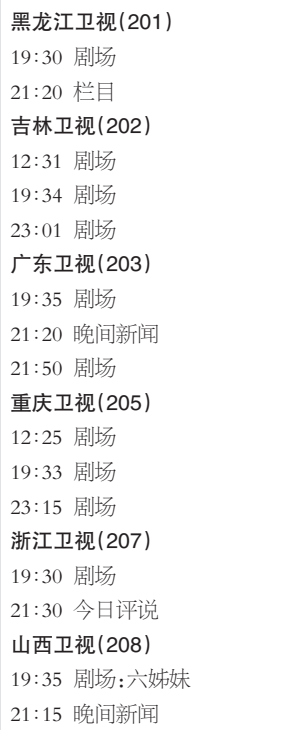 黑龙江卫视(201)
19:30 剧场
21:20 栏目
吉林卫视(202)
12:31 剧场
19:34 剧场
23:01 剧场
广东卫视(203)
19:35 剧场
21:20 晚间新闻
21:50 剧场
重庆卫视(205)
12:25 剧场
19:33 剧场
23:15 剧场
浙江卫视(207)
19:30 剧场
21:30 今日评说
山西卫视(208)
19:35 剧场:六姊妹
21:15 晚间新闻